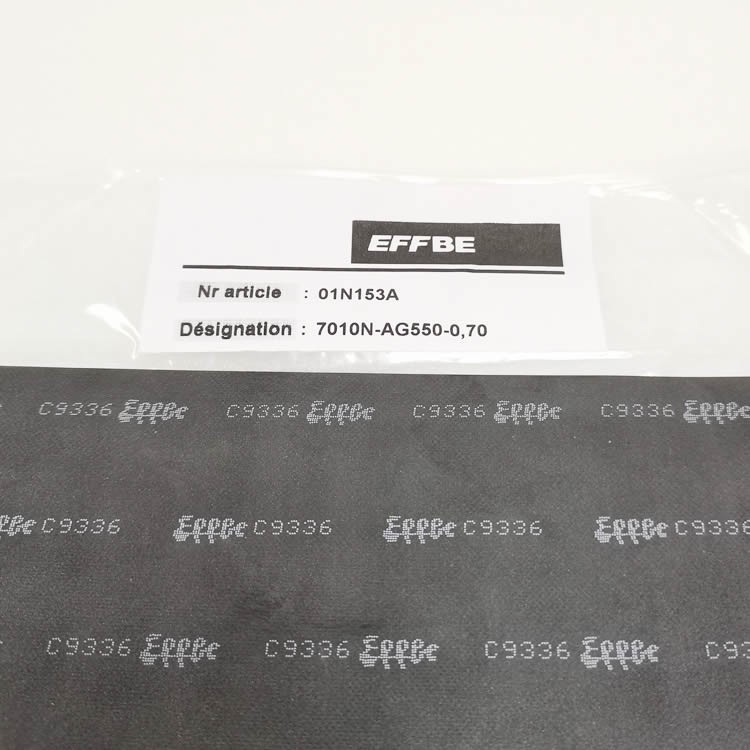 EFFBE
Nr article : 01N153A
Désignation : 7010N-AG550-0,70
C9336 EffBe C9336 EffBe C9336 EffBe C9336 EffBe
EffBe C9336 EffBe C9336 EffBe C9336 EffBe C9336
C9336 EffBe C9336 EffBe C9336 EffBe C93